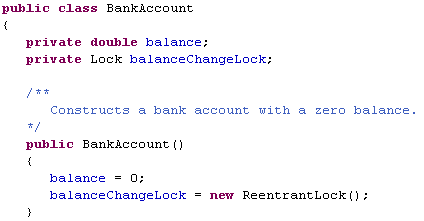 public class BankAccount
{
private double balance;
private Lock balanceChangeLock;
/**
Constructs a bank account with a zero balance.
*/
public BankAccount()
{
balance = 0;
balanceChangeLock = new ReentrantLock();
}